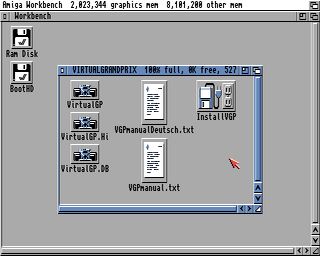 Amiga Workbench 2,023,344 graphics mem 8,101,200 other mem
Workbench
Ram Disk
BootHD
VIRTUALGRANDPRIX 100% full, 0K free, 527
VirtualGP
VirtualGP.Hi
VirtualGP.DB
VGPmanualDeutsch.txt
VGPmanual.txt
InstallVGP